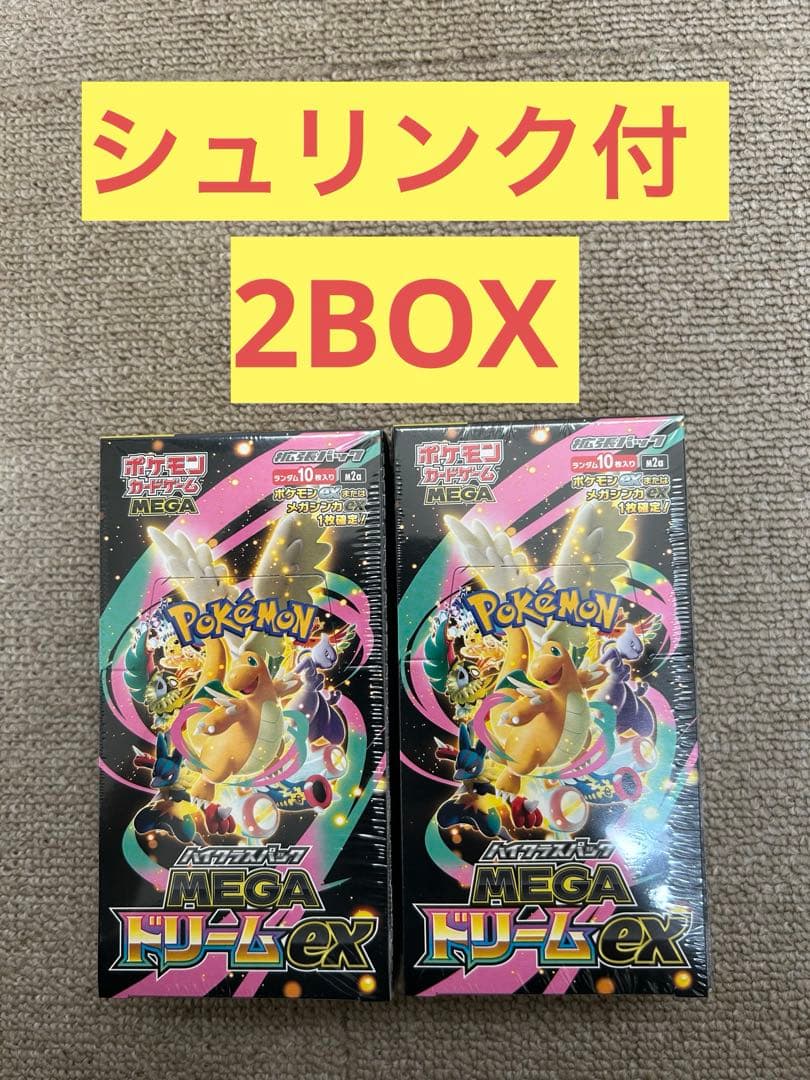 シュリンク付
2BOX
ポケモン
カードゲーム
MEGA
拡張パック
ランダム10枚入り
M2a
ポケモンexまたは
メガシンカex
1枚確定!
Pokémon
ハイクラスパック
MEGA
ドリームex
ポケモン
カードゲーム
MEGA
拡張パック
ランダム10枚入り
M2a
ポケモンexまたは
メガシンカex
1枚確定!
Pokémon
ハイクラスパック
MEGA
ドリームex